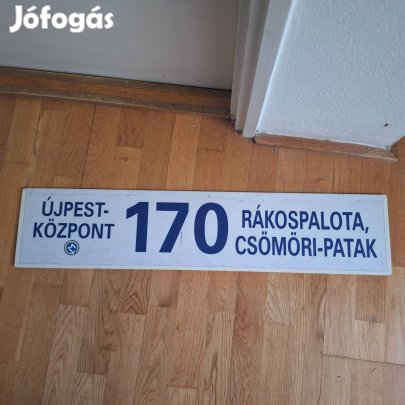 Jófogás
ÚJPEST-
KÖZPONT
170
RÁKOSPALOTA,
CSÖMÖRI-PATAK